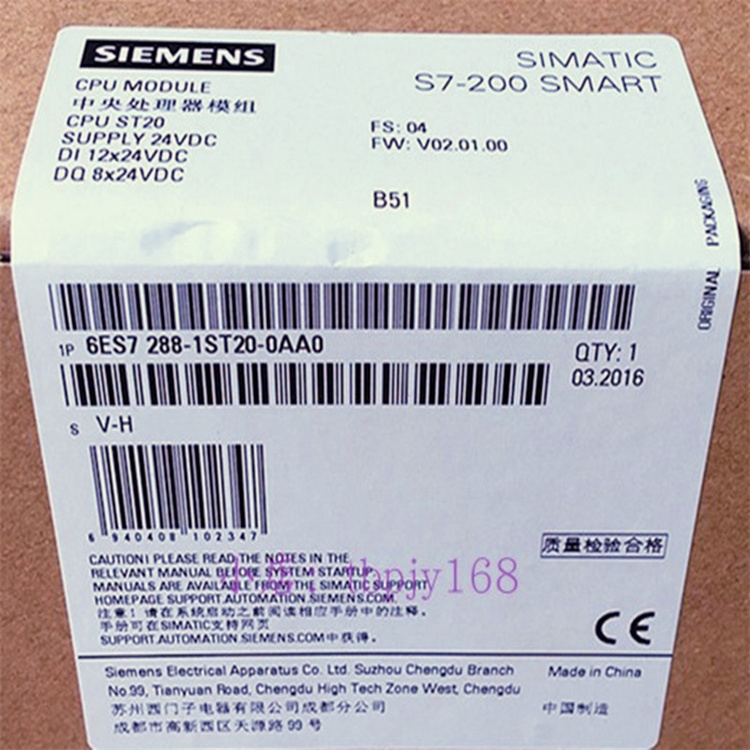 SIEMENS
SIMATIC
S7-200 SMART
CPU MODULE
中央处理器模组
CPU ST20
SUPPLY 24VDC
DI 12x24VDC
DQ 8x24VDC
FS: 04
FW: V02.01.00
B51
ORIGINAL PACKAGING
1P 6ES7 288-1ST20-0AA0
QTY: 1
03.2016
S V-H
6 940408 102347
质量检验合格
CAUTION! PLEASE READ THE NOTES IN THE
RELEVANT MANUAL BEFORE SYSTEM STARTUP.
MANUALS ARE AVAILABLE FROM THE SIMATIC SUPPORT
HOMEPAGE SUPPORT.AUTOMATION.SIEMENS.COM
注意! 请在系统启动之前阅读相应手册中的注释。
手册可在SIMATIC支持网页
SUPPORT.AUTOMATION.SIEMENS.COM中获得。
lbpjy168
CE
Siemens Electrical Apparatus Co. Ltd. Suzhou Chengdu Branch
No.99, Tianyuan Road, Chengdu High Tech Zone West, Chengdu
苏州西门子电器有限公司成都分公司
成都市高新西区天源路99号
Made in China
中国制造